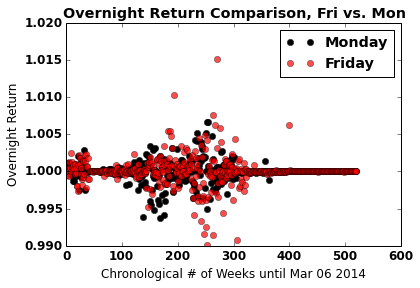 Overnight Return Comparison, Fri vs. Mon
1.020
1.015
1.010
1.005
1.000
0.995
0.990
Overnight Return
Monday
Friday
0
100
200
300
400
500
600
Chronological # of Weeks until Mar 06 2014